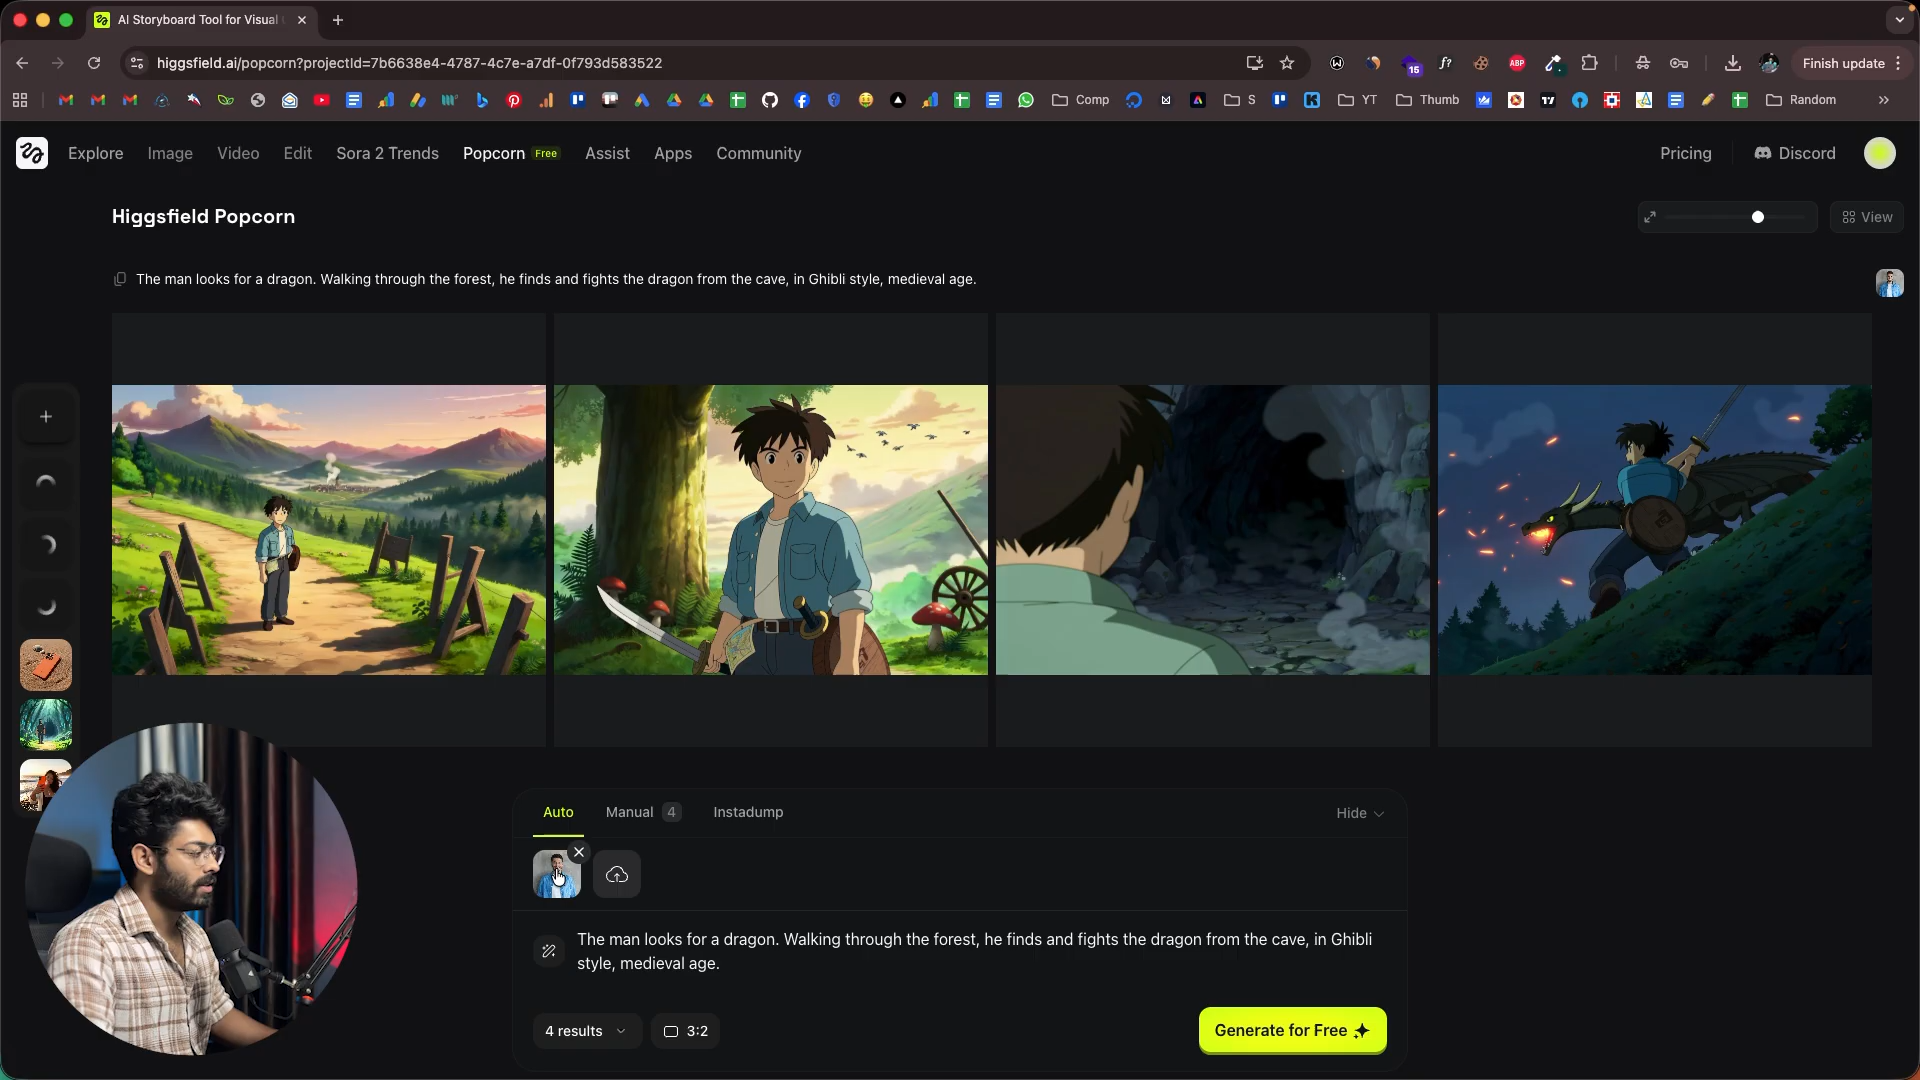 AI Storyboard Tool for Visual
higgsfield.ai/popcorn?projectId=7b6638e4-4787-4c7e-a7df-0f793d583522
15
f?
ABP
Finish update
Comp
S
YT
Thumb
Random
Explore
Image
Video
Edit
Sora 2 Trends
Popcorn Free
Assist
Apps
Community
Pricing
Discord
Higgsfield Popcorn
View
The man looks for a dragon. Walking through the forest, he finds and fights the dragon from the cave, in Ghibli style, medieval age.
Auto
Manual 4
Instadump
Hide
The man looks for a dragon. Walking through the forest, he finds and fights the dragon from the cave, in Ghibli
style, medieval age.
4 results
3:2
Generate for Free